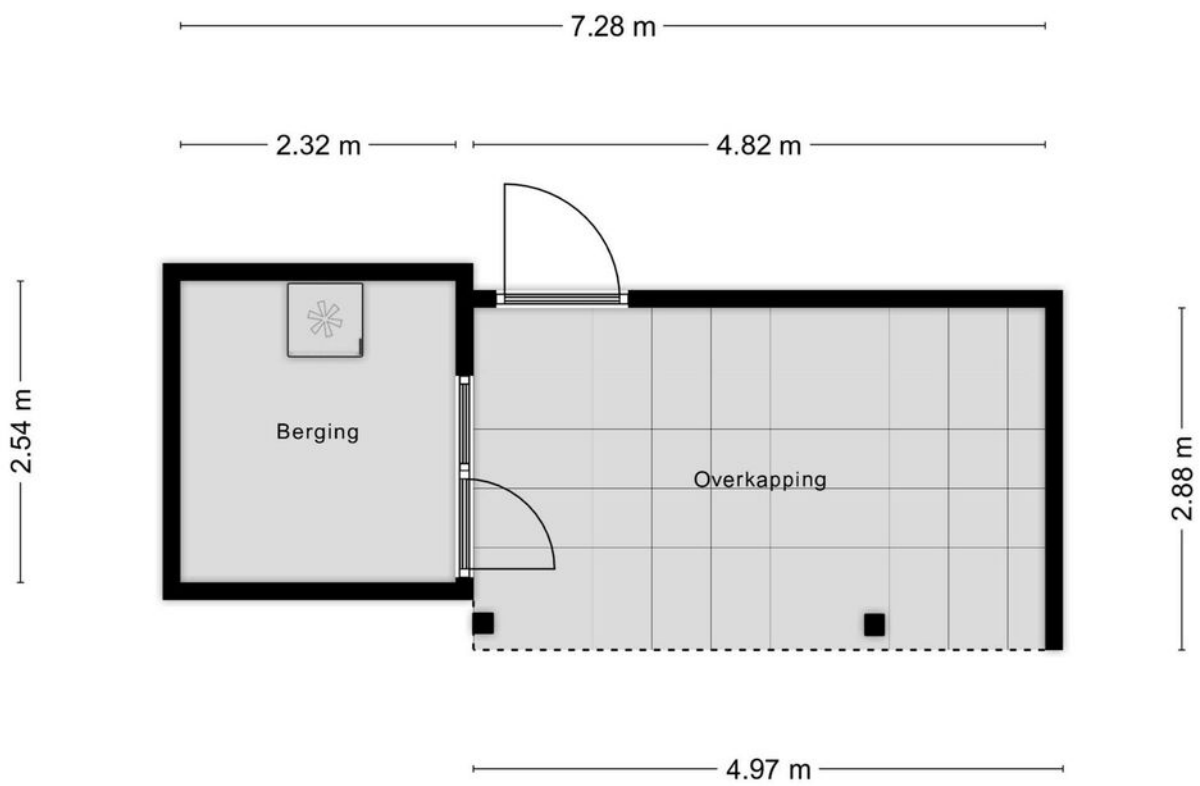 7.28 m
2.32 m
4.82 m
2.54 m
Berging
Overkapping
2.88 m
4.97 m